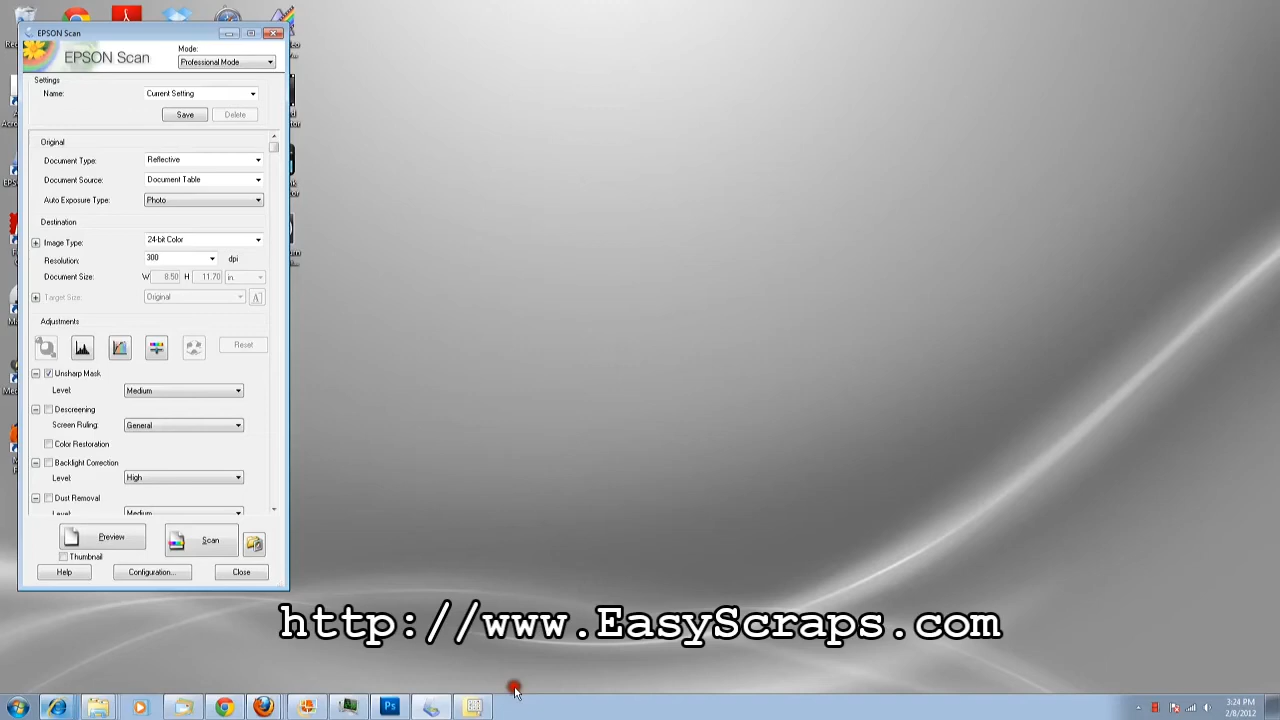 EPSON Scan
EPSON Scan
Mode:
Professional Mode
Settings
Name: Current Setting
Save Delete
Original
Document Type: Reflective
Document Source: Document Table
Auto Exposure Type: Photo
Destination
Image Type: 24-bit Color
Resolution: 300 dpi
Document Size: W 8.50 H 11.70 in.
Target Size: Original
Adjustments
Reset
Unsharp Mask
Level: Medium
Descreening
Screen Ruling: General
Color Restoration
Backlight Correction
Level: High
Dust Removal
Level: Medium
Preview Scan
Thumbnail
Help Configuration... Close
http://www.EasyScraps.com
Ps
3:24 PM
2/8/2012